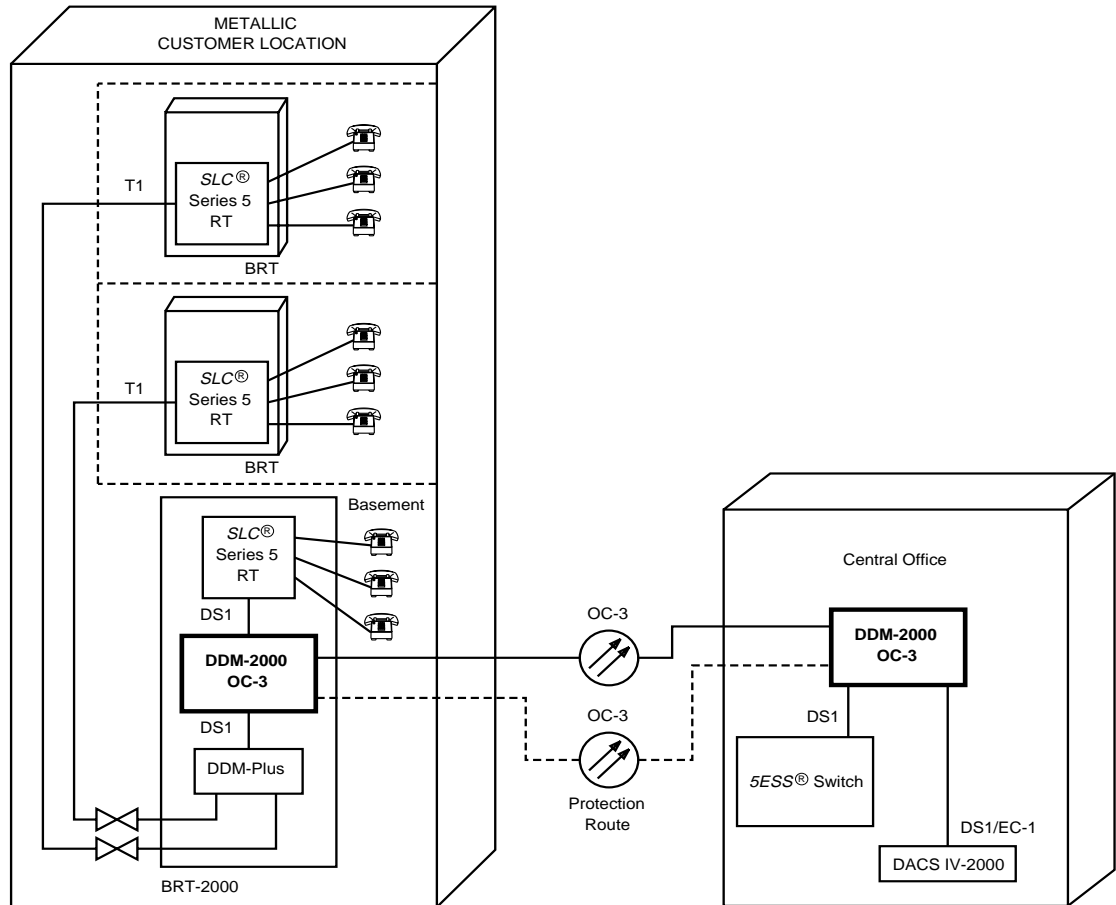 METALLIC
CUSTOMER LOCATION
T1
SLC®
Series 5
RT
BRT
T1
SLC®
Series 5
RT
BRT
Basement
SLC®
Series 5
RT
DS1
DDM-2000
OC-3
DS1
DDM-Plus
BRT-2000
OC-3
OC-3
Protection
Route
Central Office
DDM-2000
OC-3
DS1
5ESS® Switch
DS1/EC-1
DACS IV-2000